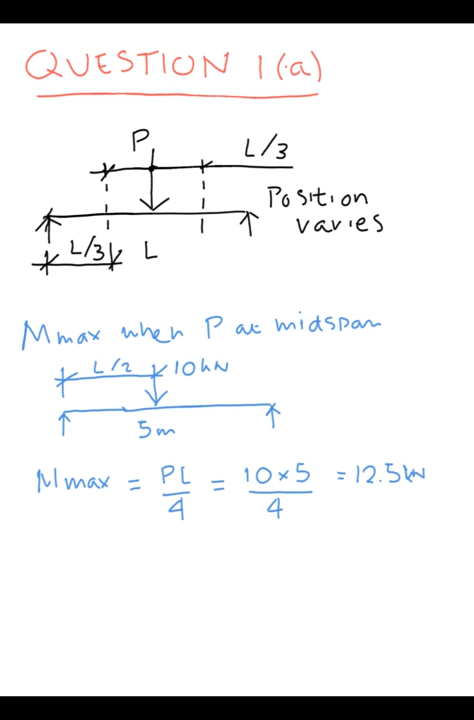 QUESTION 1(a)
P
L/3
Position
varies
L/3
L
Mmax when P at midspan
L/2
10kN
5m
Mmax = PL/4 = 10×5/4 = 12.5kN